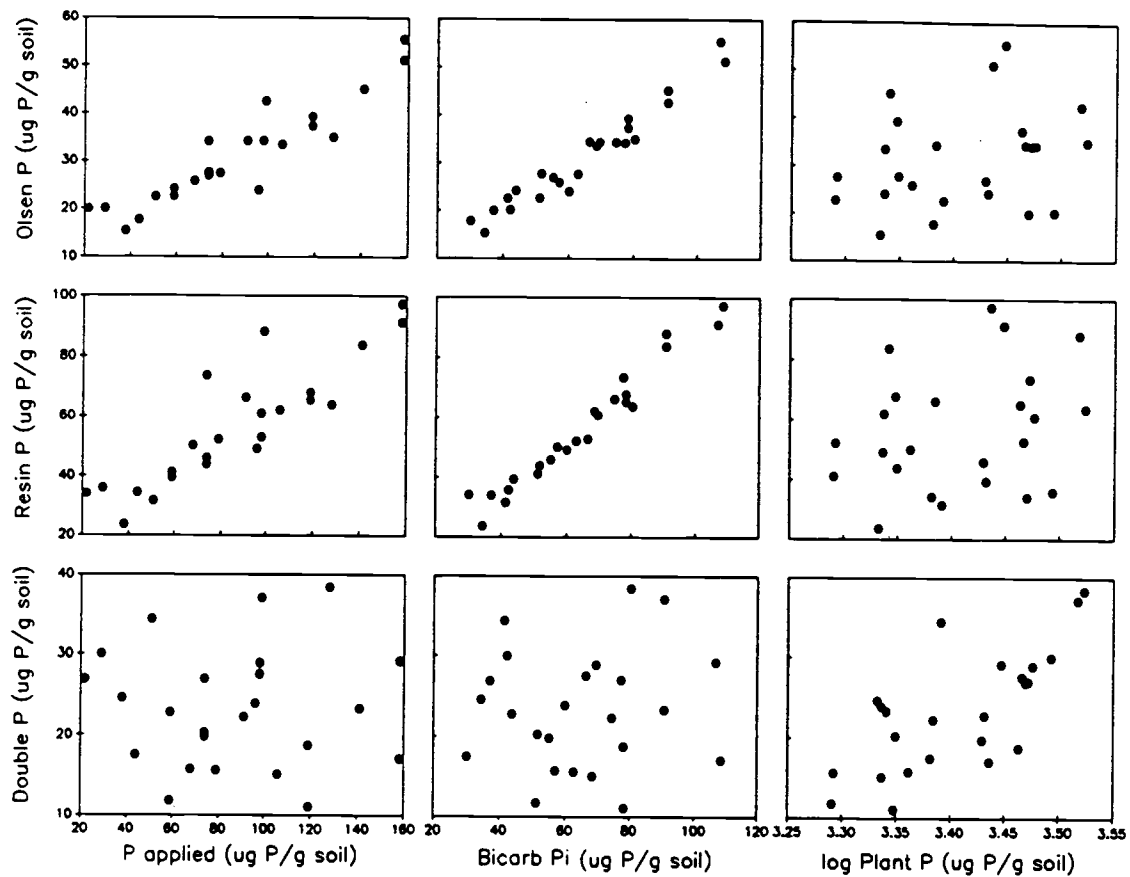 60
50
40
30
20
10
Olsen P (ug P/g soil)
100
80
60
40
20
Resin P (ug P/g soil)
40
30
20
10
Double P (ug P/g soil)
20 40 60 80 100 120 140 160
P applied (ug P/g soil)
20 40 60 80 100 120
Bicarb Pi (ug P/g soil)
3.25 3.30 3.35 3.40 3.45 3.50 3.55
log Plant P (ug P/g soil)